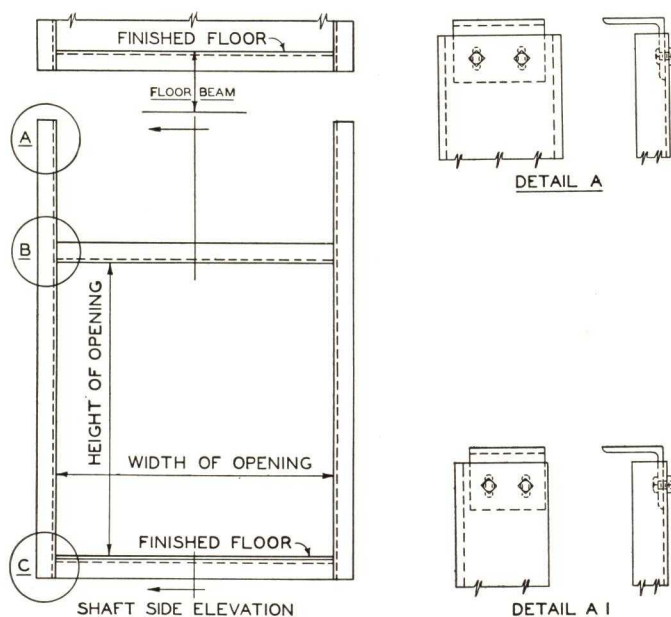 FINISHED FLOOR
FLOOR BEAM
A
B
HEIGHT OF OPENING
WIDTH OF OPENING
FINISHED FLOOR
C
SHAFT SIDE ELEVATION
DETAIL A
DETAIL A I